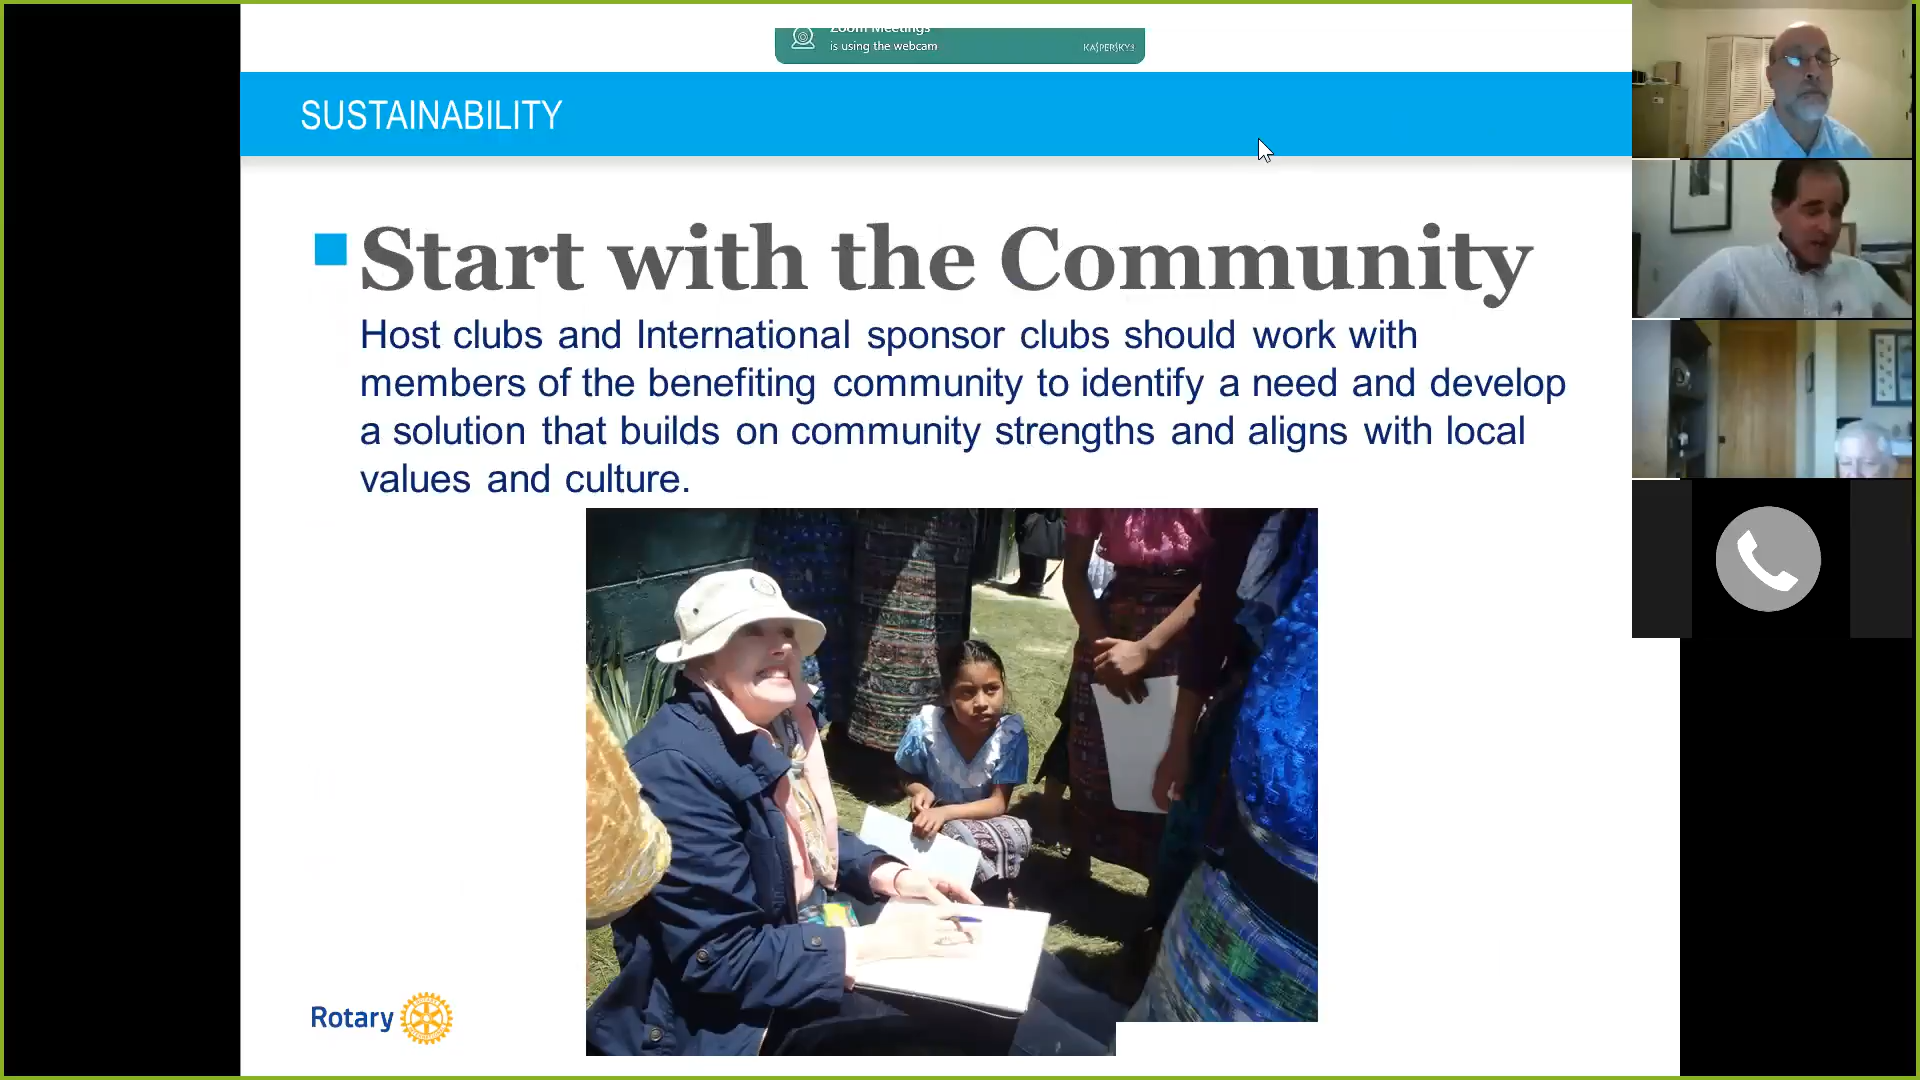 Zoom Meetings
is using the webcam
KASPERSKY
SUSTAINABILITY
Start with the Community
Host clubs and International sponsor clubs should work with
members of the benefiting community to identify a need and develop
a solution that builds on community strengths and aligns with local
values and culture.
Rotary